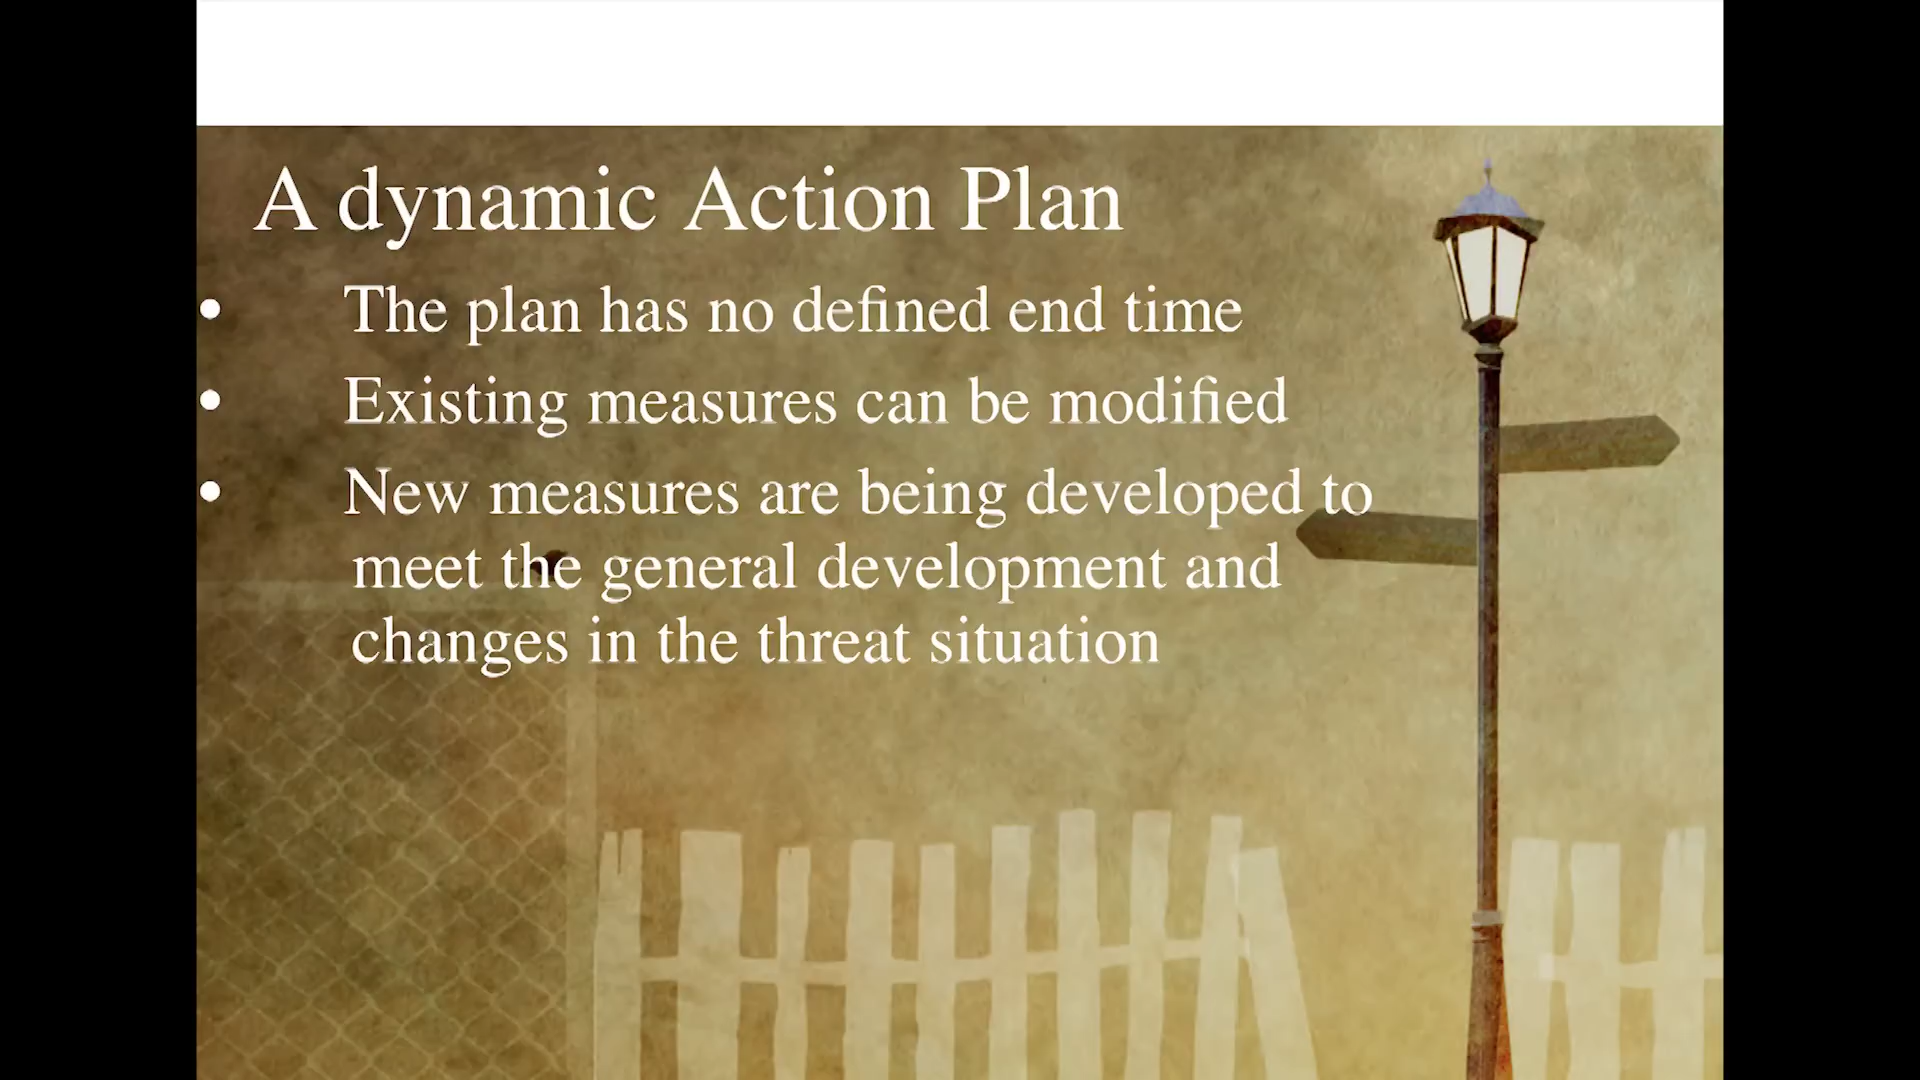 A dynamic Action Plan
• The plan has no defined end time
• Existing measures can be modified
• New measures are being developed to
meet the general development and
changes in the threat situation